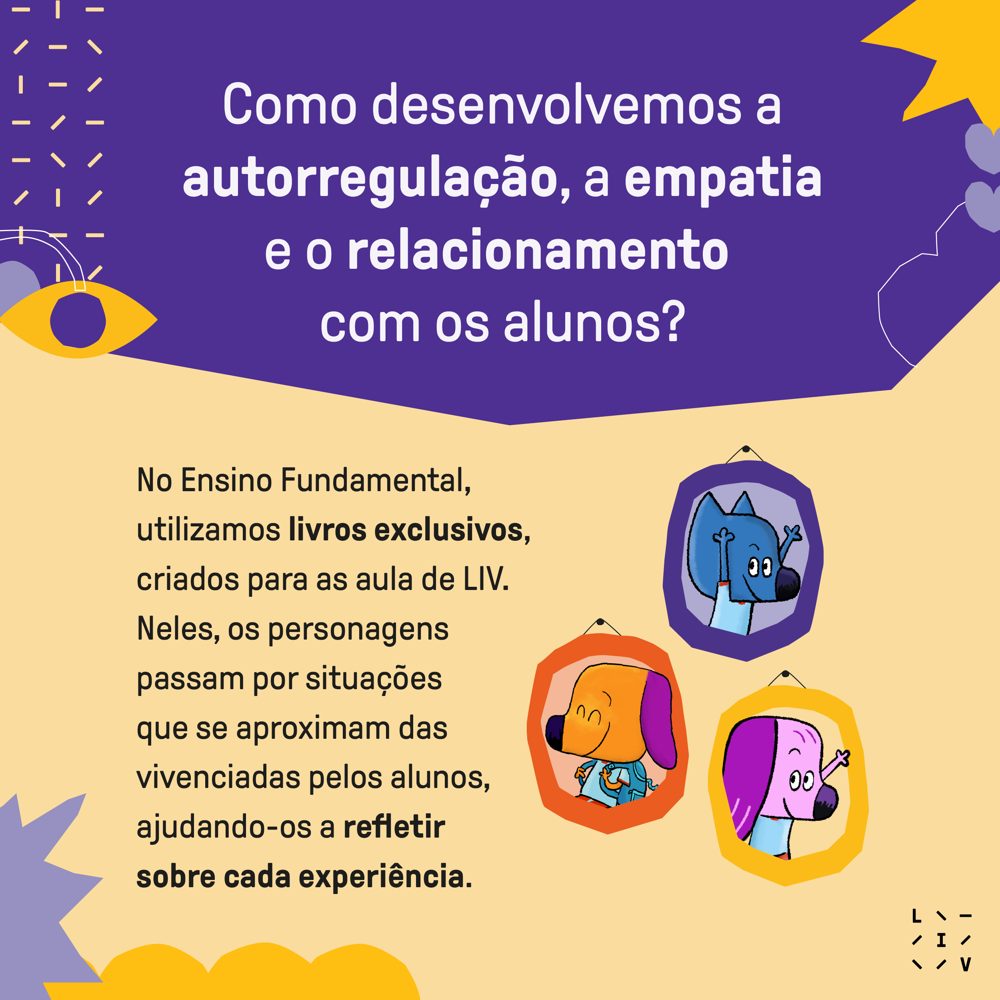 Como desenvolvemos a
autorregulação, a empatia
e o relacionamento
com os alunos?
No Ensino Fundamental,
utilizamos livros exclusivos,
criados para as aula de LIV.
Neles, os personagens
passam por situações
que se aproximam das
vivenciadas pelos alunos,
ajudando-os a refletir
sobre cada experiência.
L
I
V